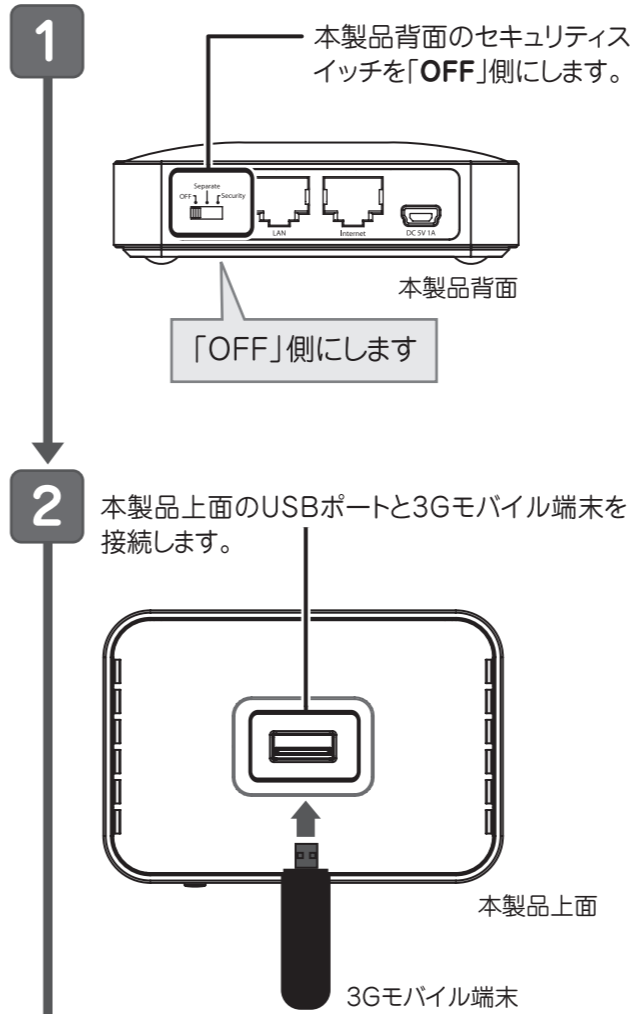 1
本製品背面のセキュリティス
イッチを「OFF」側にします。
Separate
OFF
Security
LAN
Internet
DC 5V 1A
本製品背面
「OFF」側にします
2
本製品上面のUSBポートと3Gモバイル端末を
接続します。
本製品上面
3Gモバイル端末